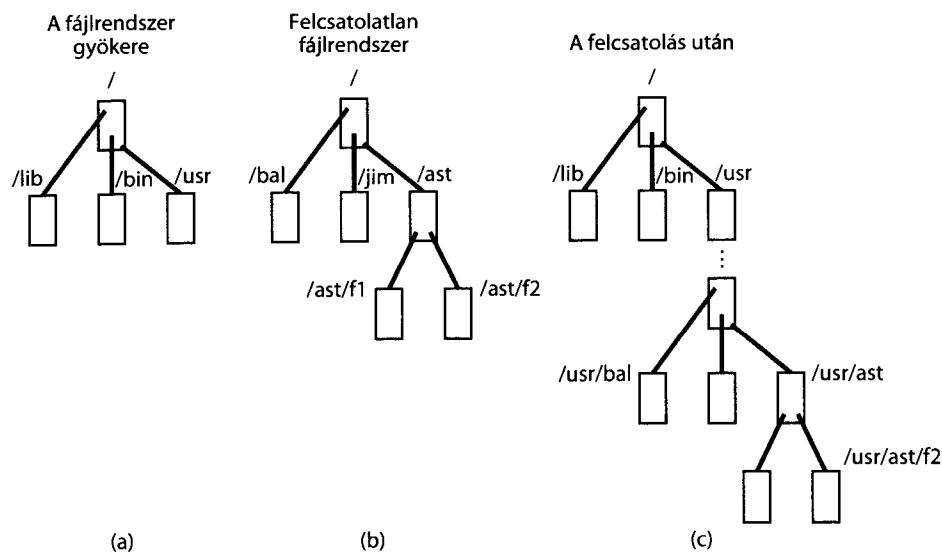 A fájlrendszer
gyökere
/
/lib
/bin
/usr
(a)
Felcsatolatlan
fájlrendszer
/
/bal
/jim
/ast
/ast/f1
/ast/f2
(b)
A felcsatolás után
/
/lib
/bin
/usr
/usr/bal
/usr/ast
/usr/ast/f2
(c)